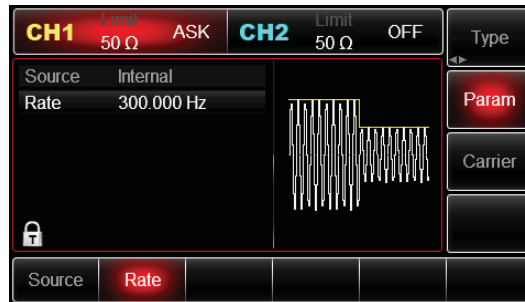 CH1 Limit 50 Ω ASK CH2 Limit 50 Ω OFF Type
Source Internal
Rate 300.000 Hz
Param
Carrier
Source Rate